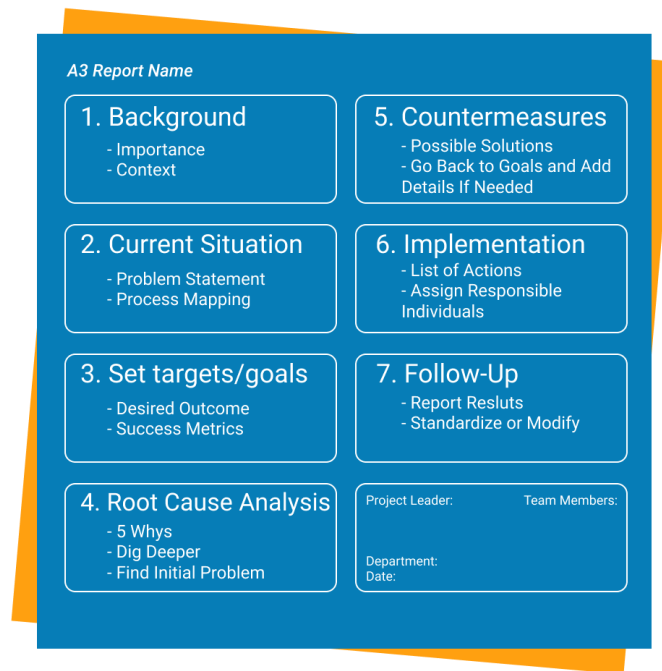 A3 Report Name
1. Background
- Importance
- Context
2. Current Situation
- Problem Statement
- Process Mapping
3. Set targets/goals
- Desired Outcome
- Success Metrics
4. Root Cause Analysis
- 5 Whys
- Dig Deeper
- Find Initial Problem
5. Countermeasures
- Possible Solutions
- Go Back to Goals and Add
Details If Needed
6. Implementation
- List of Actions
- Assign Responsible
Individuals
7. Follow-Up
- Report Resluts
- Standardize or Modify
Project Leader: Team Members:
Department:
Date: